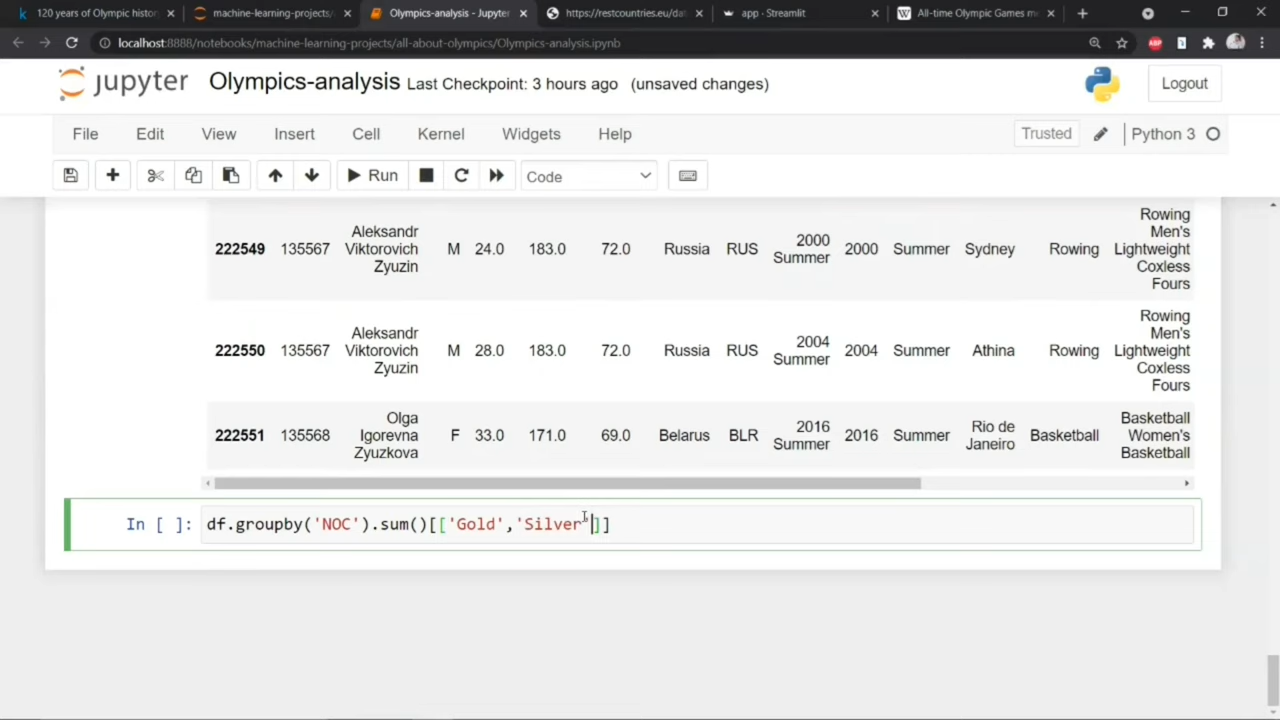 120 years of Olympic histor
machine-learning-projects/
Olympics-analysis - Jupyter
https://restcountries.eu/dat
app · Streamlit
All-time Olympic Games m
localhost:8888/notebooks/machine-learning-projects/all-about-olympics/Olympics-analysis.ipynb
jupyter Olympics-analysis Last Checkpoint: 3 hours ago (unsaved changes)
Logout
File Edit View Insert Cell Kernel Widgets Help
Trusted Python 3
Run Code
222549 135567 Aleksandr Viktorovich Zyuzin M 24.0 183.0 72.0 Russia RUS 2000 Summer 2000 Summer Sydney Rowing Rowing Men's Lightweight Coxless Fours
222550 135567 Aleksandr Viktorovich Zyuzin M 28.0 183.0 72.0 Russia RUS 2004 Summer 2004 Summer Athina Rowing Rowing Men's Lightweight Coxless Fours
222551 135568 Olga Igorevna Zyuzkova F 33.0 171.0 69.0 Belarus BLR 2016 Summer 2016 Summer Rio de Janeiro Basketball Basketball Women's Basketball
In [ ]: df.groupby('NOC').sum()[['Gold','Silver']]